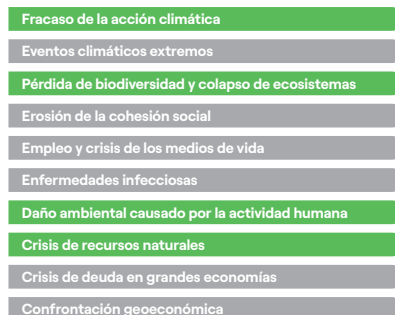 Fracaso de la acción climática
Eventos climáticos extremos
Pérdida de biodiversidad y colapso de ecosistemas
Erosión de la cohesión social
Empleo y crisis de los medios de vida
Enfermedades infecciosas
Daño ambiental causado por la actividad humana
Crisis de recursos naturales
Crisis de deuda en grandes economías
Confrontación geoeconómica